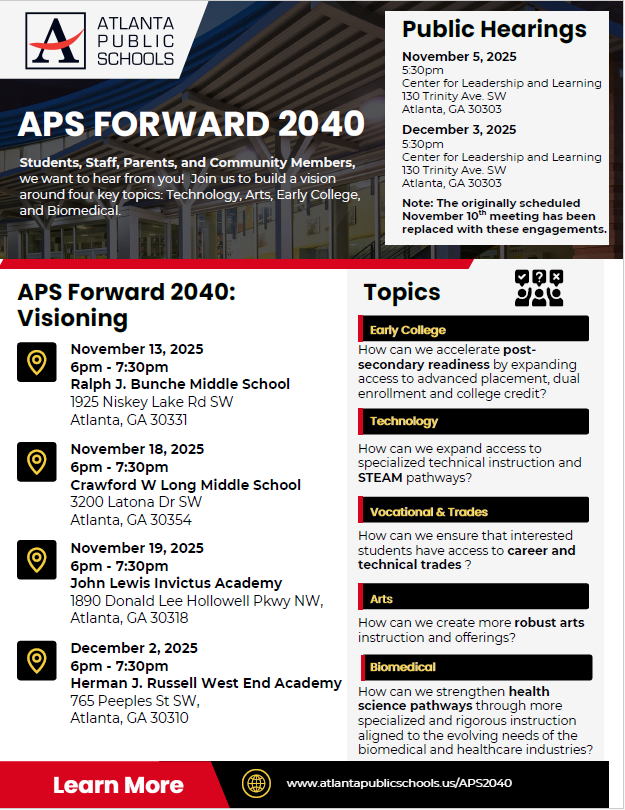 ATLANTA
PUBLIC
SCHOOLS
APS FORWARD 2040
Students, Staff, Parents, and Community Members,
we want to hear from you! Join us to build a vision
around four key topics: Technology, Arts, Early College,
and Biomedical.
Public Hearings
November 5, 2025
5:30pm
Center for Leadership and Learning
130 Trinity Ave. SW
Atlanta, GA 30303
December 3, 2025
5:30pm
Center for Leadership and Learning
130 Trinity Ave. SW
Atlanta, GA 30303
Note: The originally scheduled
November 10th meeting has been
replaced with these engagements.
APS Forward 2040:
Visioning
November 13, 2025
6pm - 7:30pm
Ralph J. Bunche Middle School
1925 Niskey Lake Rd SW
Atlanta, GA 30331
November 18, 2025
6pm - 7:30pm
Crawford W Long Middle School
3200 Latona Dr SW
Atlanta, GA 30354
November 19, 2025
6pm - 7:30pm
John Lewis Invictus Academy
1890 Donald Lee Hollowell Pkwy NW,
Atlanta, GA 30318
December 2, 2025
6pm - 7:30pm
Herman J. Russell West End Academy
765 Peeples St SW,
Atlanta, GA 30310
Topics
Early College
How can we accelerate post-
secondary readiness by expanding
access to advanced placement, dual
enrollment and college credit?
Technology
How can we expand access to
specialized technical instruction and
STEAM pathways?
Vocational & Trades
How can we ensure that interested
students have access to career and
technical trades ?
Arts
How can we create more robust arts
instruction and offerings?
Biomedical
How can we strengthen health
science pathways through more
specialized and rigorous instruction
aligned to the evolving needs of the
biomedical and healthcare industries?
Learn More
www.atlantapublicschools.us/APS2040